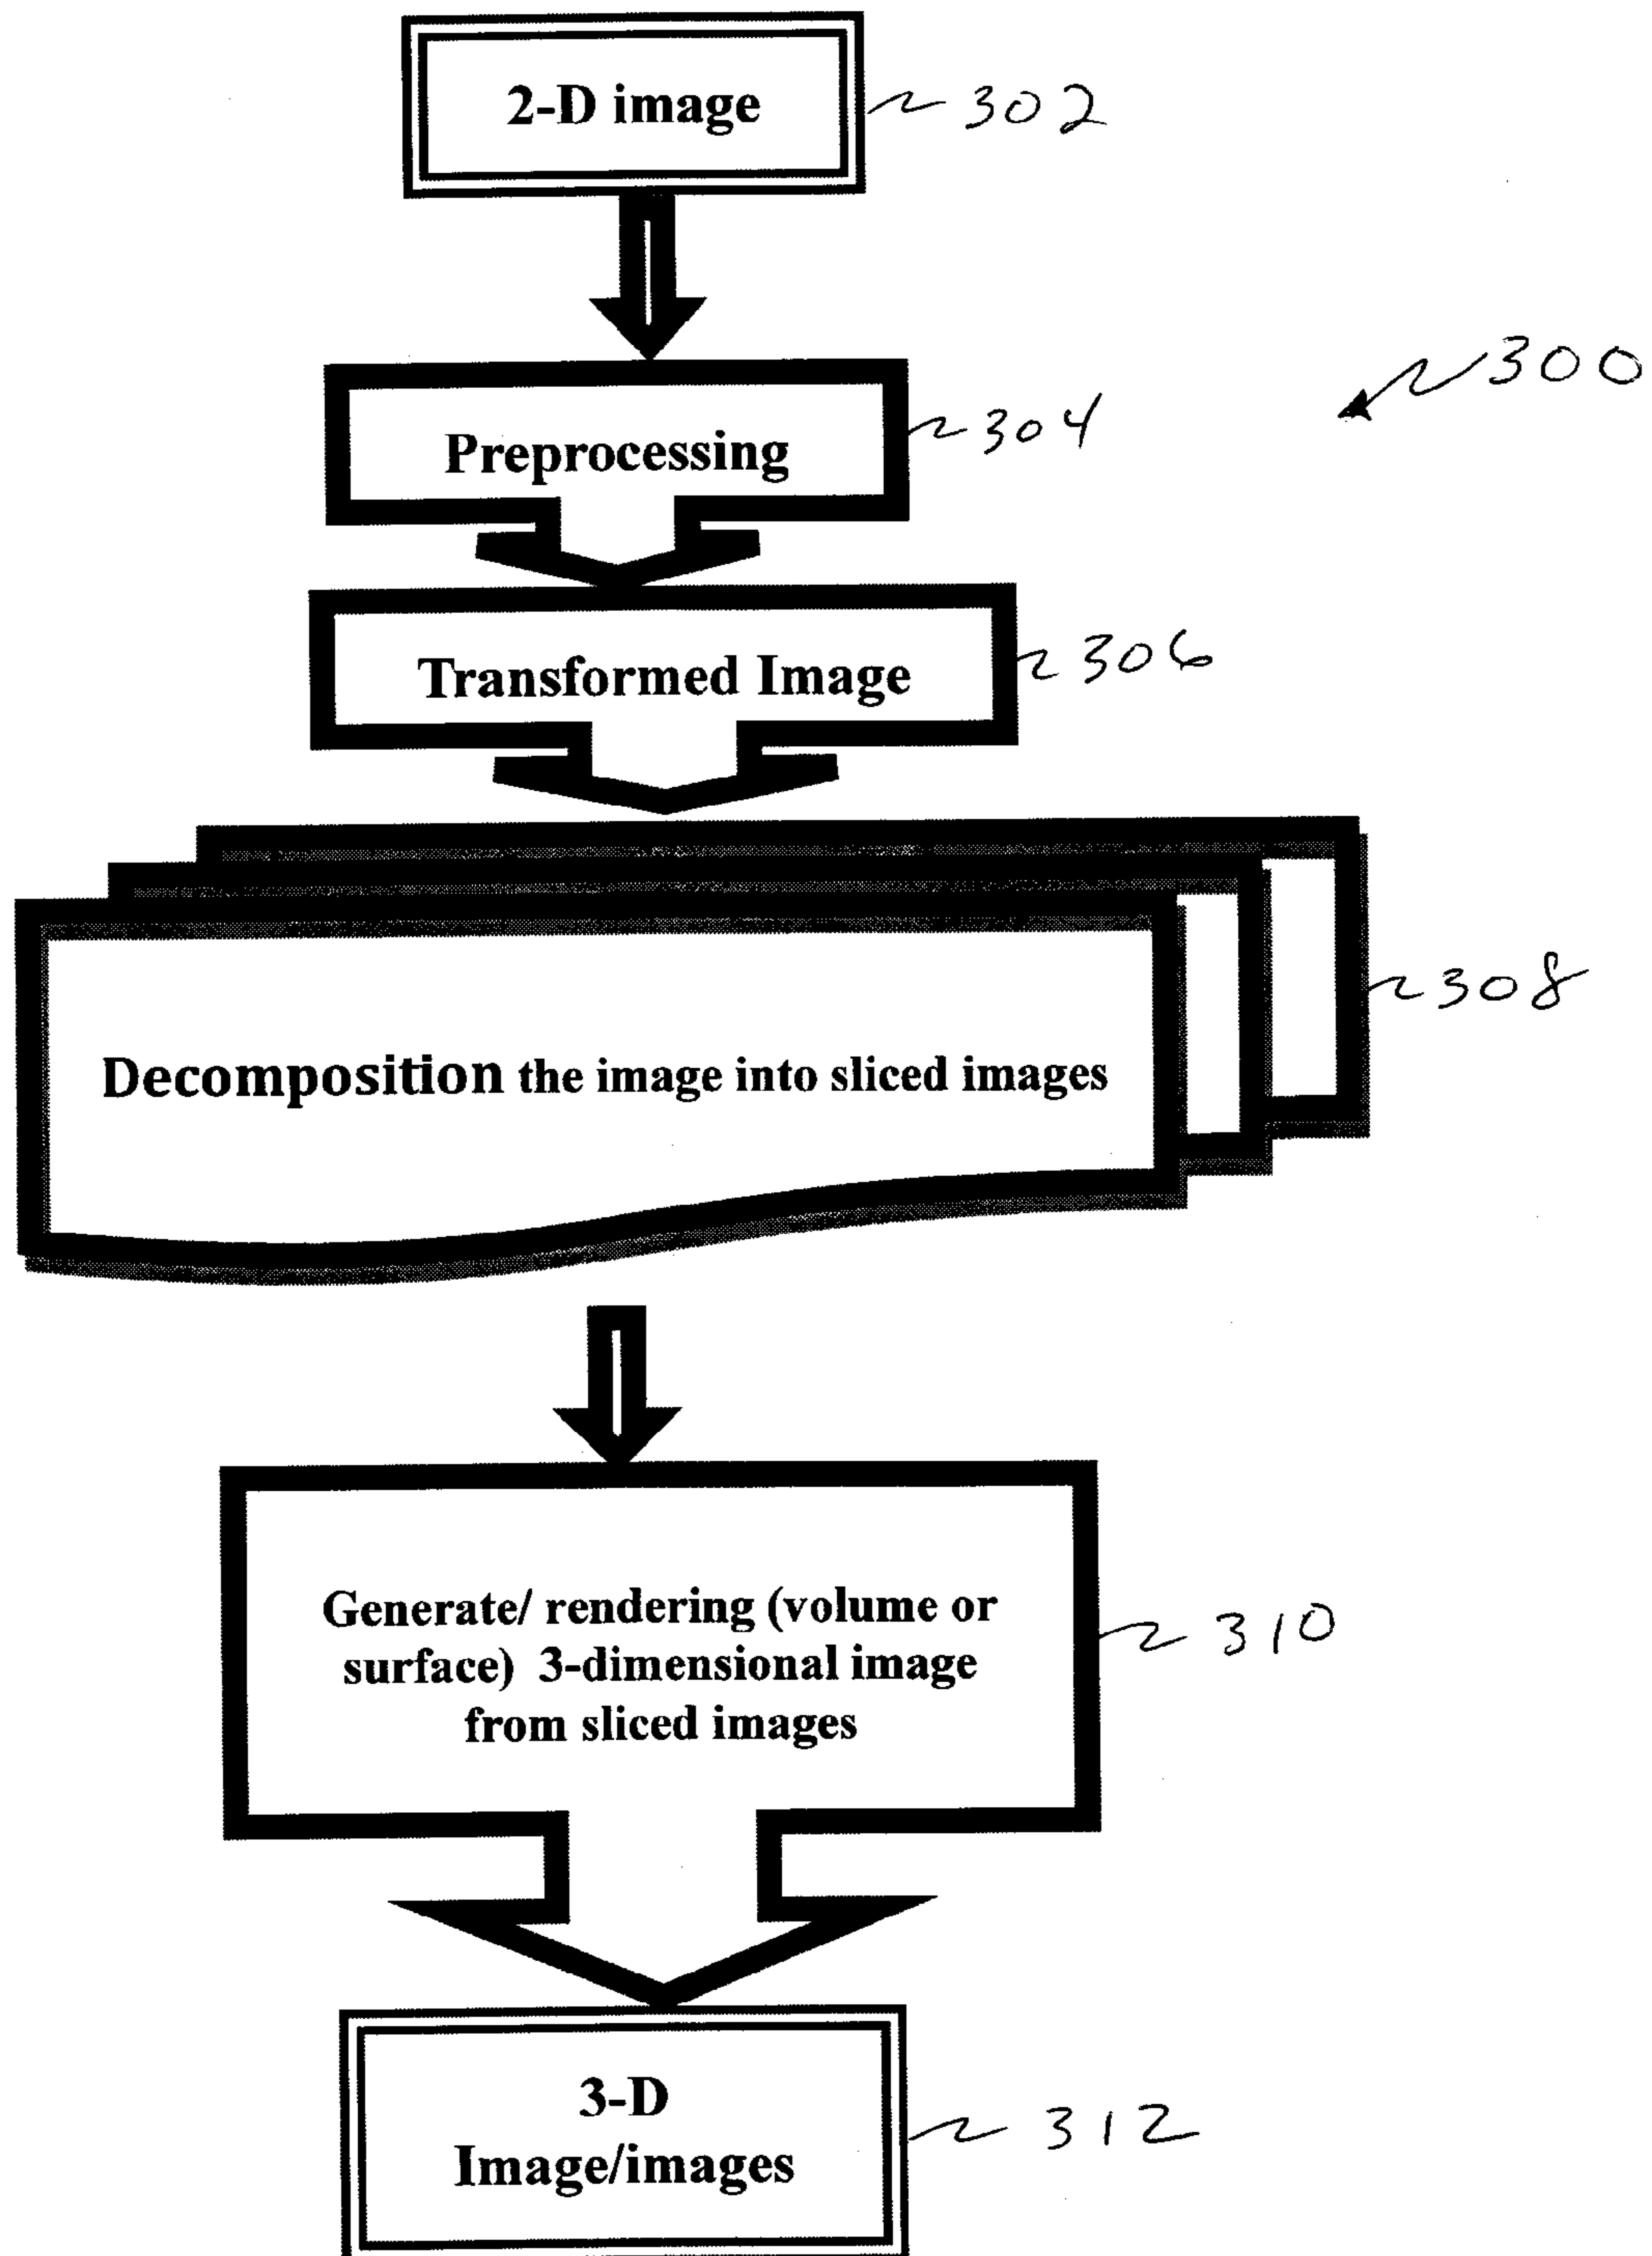 2-D image
302
300
Preprocessing
304
Transformed Image
306
308
Decomposition the image into sliced images
Generate/ rendering (volume or
surface) 3-dimensional image
from sliced images
310
3-D
Image/images
312